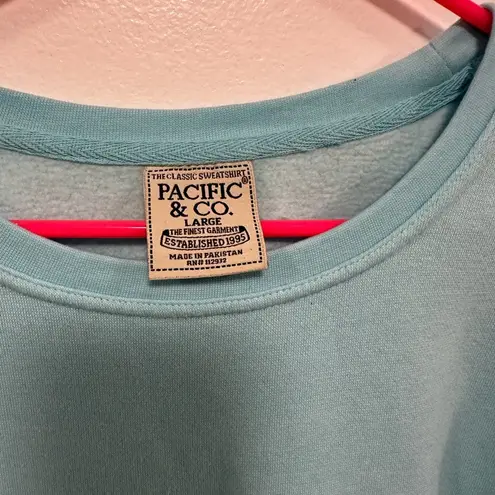 THE CLASSIC SWEATSHIRT
PACIFIC®
& CO.
LARGE
THE FINEST GARMENT
ESTABLISHED 1995
MADE IN PAKISTAN
RN# 112972